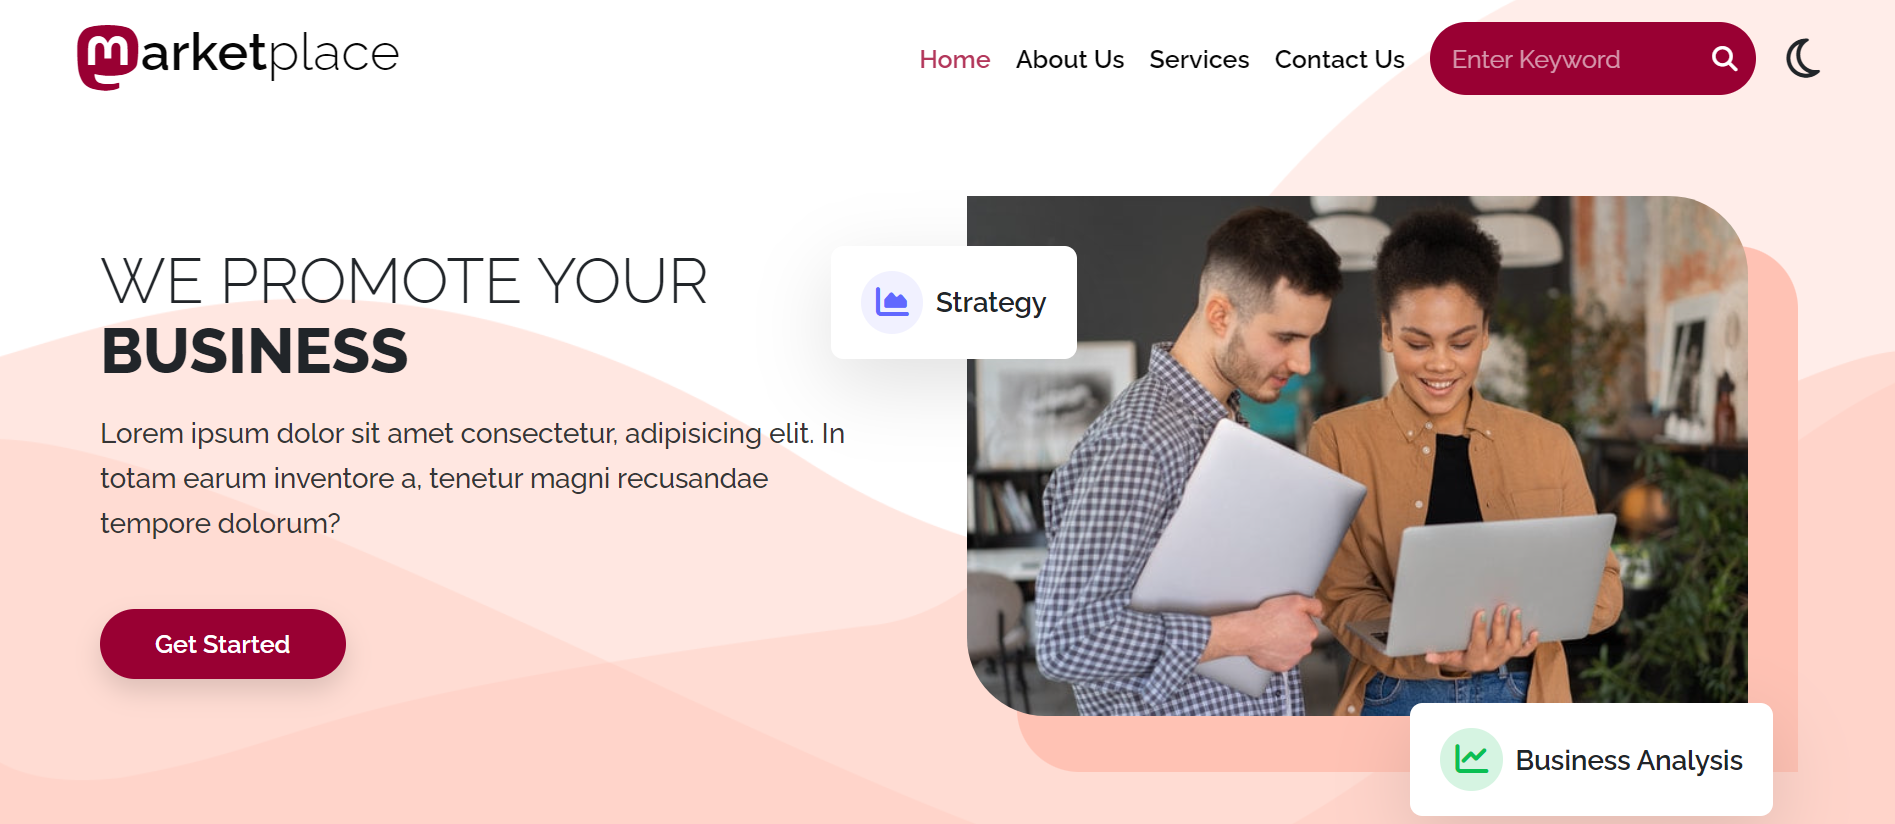 marketplace
Home About Us Services Contact Us Enter Keyword
Strategy
WE PROMOTE YOUR
BUSINESS
Lorem ipsum dolor sit amet consectetur, adipisicing elit. In
totam earum inventore a, tenetur magni recusandae
tempore dolorum?
Get Started
Business Analysis